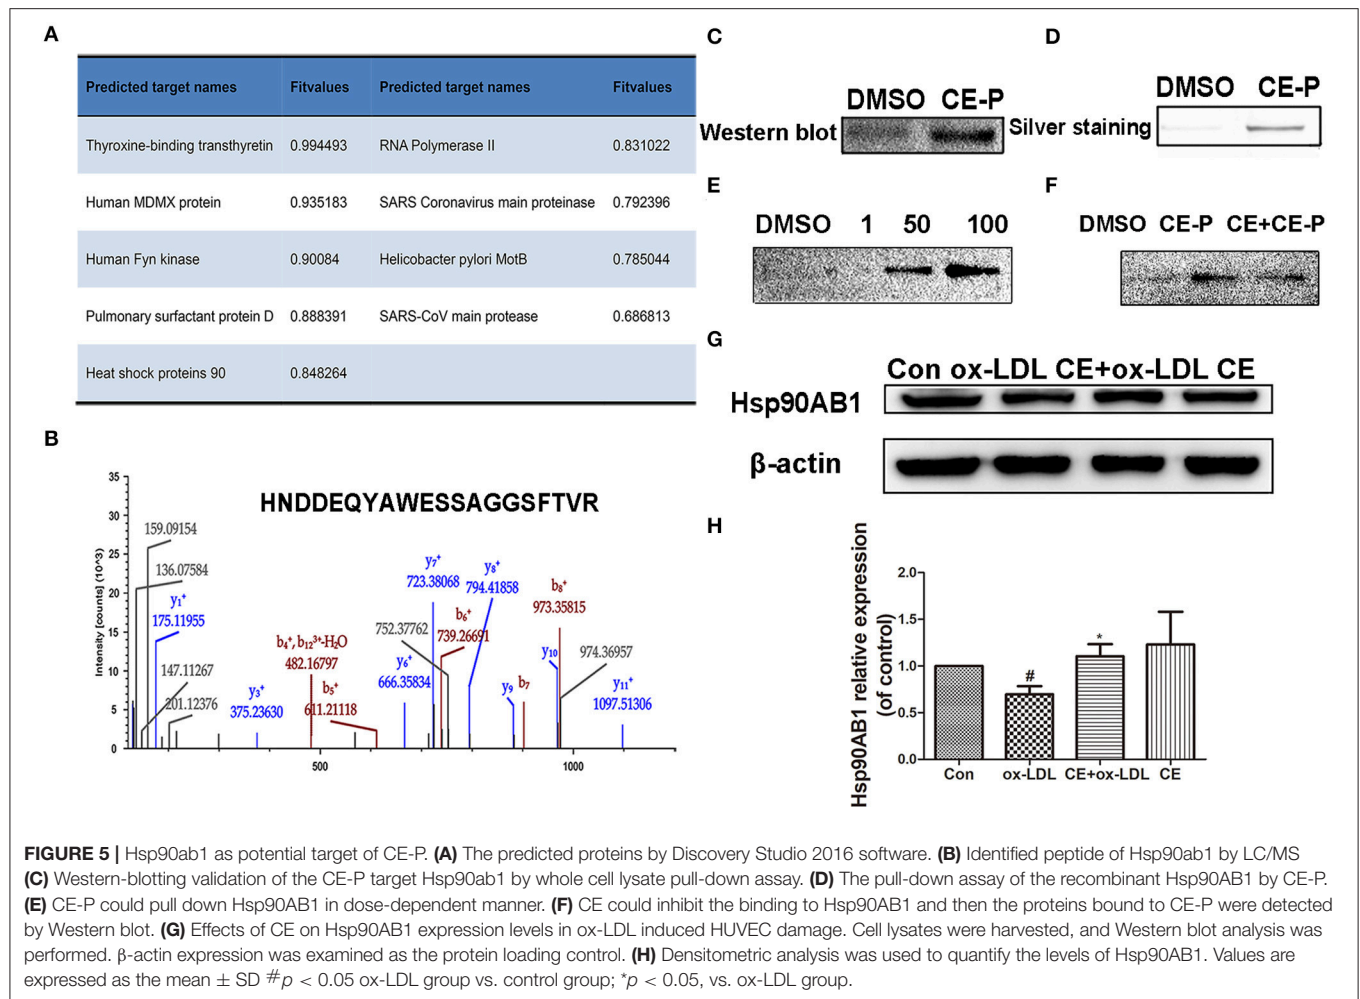 A
Predicted target names Fitvalues Predicted target names Fitvalues
Thyroxine-binding transthyretin 0.994493 RNA Polymerase II 0.831022
Human MDMX protein 0.935183 SARS Coronavirus main proteinase 0.792396
Human Fyn kinase 0.90084 Helicobacter pylori MotB 0.785044
Pulmonary surfactant protein D 0.888391 SARS-CoV main protease 0.686813
Heat shock proteins 90 0.848264
B
HNDDEQYAWESSAGGSFTVR
Intensity [counts] (10^3)
35
30
25
20
15
10
5
0
500
1000
159.09154
136.07584
y₁⁺
175.11955
147.11267
201.12376
y₃⁺
375.23630
b₄⁺, b₁₂³⁺-H₂O
482.16797
b₅⁺
611.21118
y₆⁺
666.35834
y₇⁺
723.38068
b₆⁺
739.26691
752.37762
y₈⁺
794.41858
y₉
b₇
y₁₀
b₈⁺
973.35815
974.36957
y₁₁⁺
1097.51306
C
DMSO CE-P
Western blot
D
DMSO CE-P
Silver staining
E
DMSO 1 50 100
F
DMSO CE-P CE+CE-P
G
Con ox-LDL CE+ox-LDL CE
Hsp90AB1
β-actin
H
Hsp90AB1 relative expression
(of control)
2.0
1.5
1.0
0.5
0.0
#
*
Con ox-LDL CE+ox-LDL CE
FIGURE 5 | Hsp90ab1 as potential target of CE-P. (A) The predicted proteins by Discovery Studio 2016 software. (B) Identified peptide of Hsp90ab1 by LC/MS
(C) Western-blotting validation of the CE-P target Hsp90ab1 by whole cell lysate pull-down assay. (D) The pull-down assay of the recombinant Hsp90AB1 by CE-P.
(E) CE-P could pull down Hsp90AB1 in dose-dependent manner. (F) CE could inhibit the binding to Hsp90AB1 and then the proteins bound to CE-P were detected
by Western blot. (G) Effects of CE on Hsp90AB1 expression levels in ox-LDL induced HUVEC damage. Cell lysates were harvested, and Western blot analysis was
performed. β-actin expression was examined as the protein loading control. (H) Densitometric analysis was used to quantify the levels of Hsp90AB1. Values are
expressed as the mean ± SD #p < 0.05 ox-LDL group vs. control group; *p < 0.05, vs. ox-LDL group.